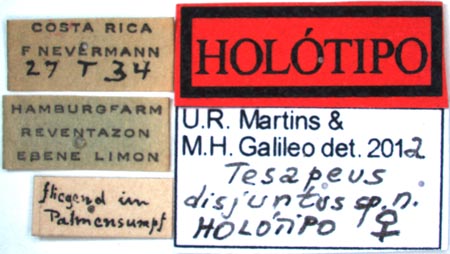 COSTA RICA
F NEVERMANN
27 I 34
HAMBURGFARM
REVENTAZON
EBENE LIMON
fliegend im
Palmensumpf
HOLÓTIPO
U.R. Martins &
M.H. Galileo det. 2012
Tesapeus
disjuntus sp. n.
HOLÓTIPO ♀